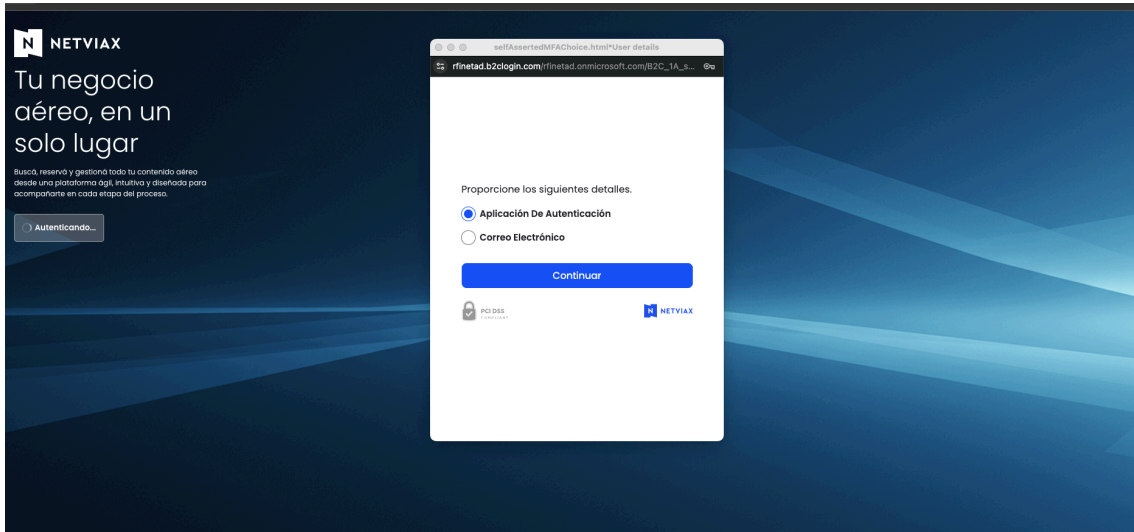 NETVIAX
Tu negocio
aéreo, en un
solo lugar
Buscá, reservá y gestioná todo tu contenido aéreo
desde una plataforma ágil, intuitiva y diseñada para
acompañarte en cada etapa del proceso.
Autenticando...
selfAssertedMFAChoice.html*User details
rfinetad.b2clogin.com/rfinetad.onmicrosoft.com/B2C_1A_s...
Proporcione los siguientes detalles.
Aplicación De Autenticación
Correo Electrónico
Continuar
PCI DSS
COMPLIANT
NETVIAX